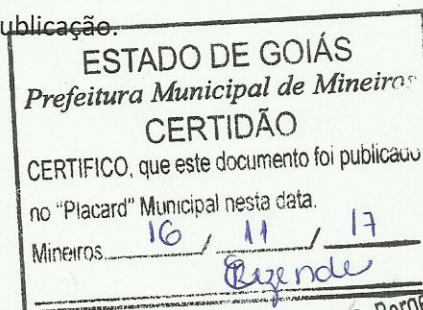 ublicação.
ESTADO DE GOIÁS
Prefeitura Municipal de Mineiros
CERTIDÃO
CERTIFICO, que este documento foi publicado
no "Placard" Municipal nesta data.
Mineiros 16 / 11 / 17
Rezende